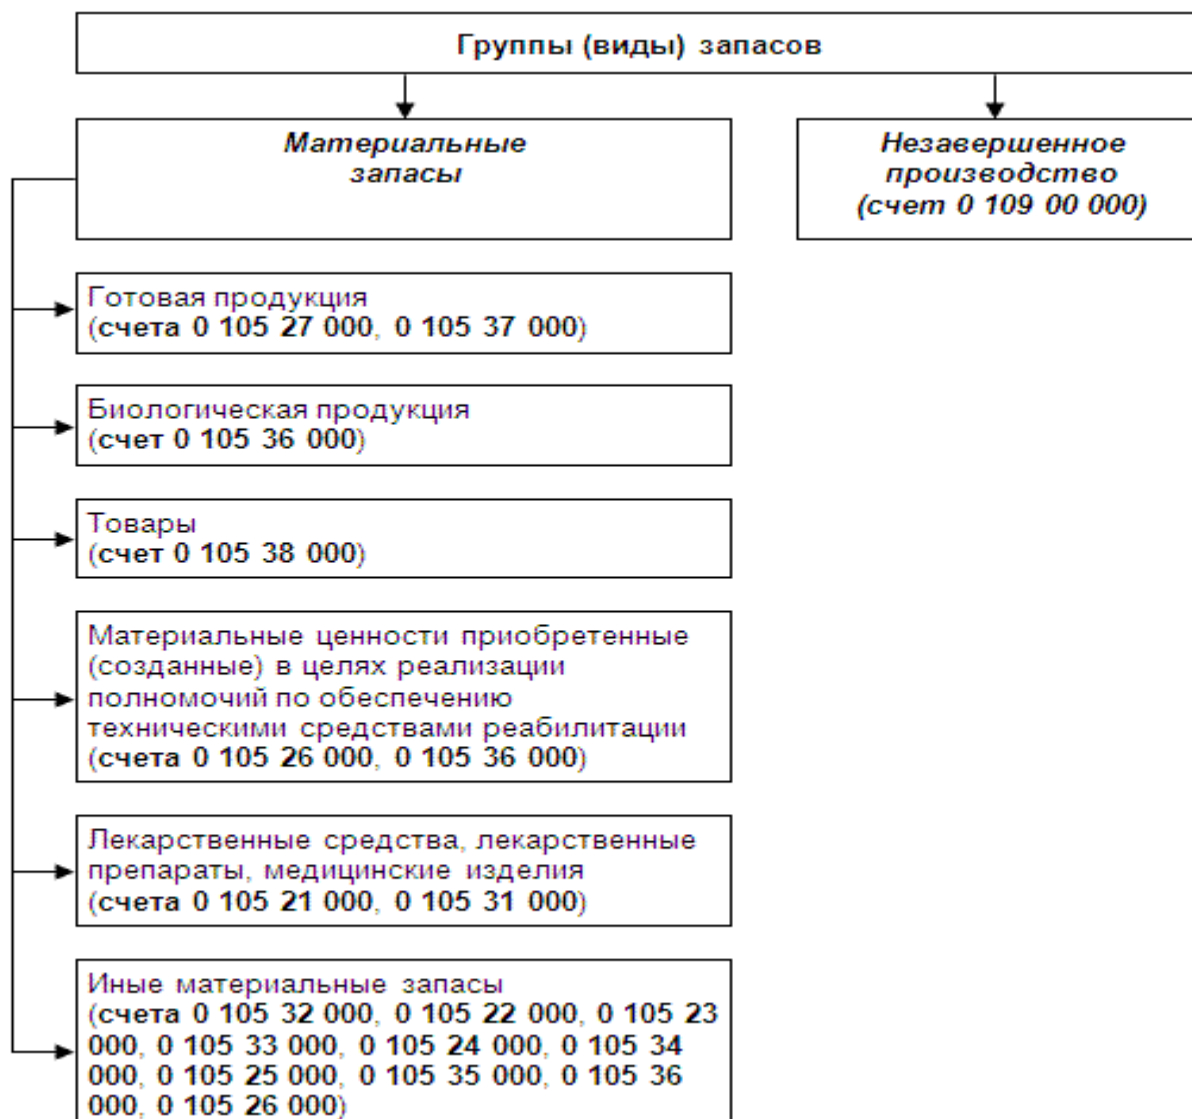 Группы (виды) запасов
Материальные
запасы
Незавершенное
производство
(счет 0 109 00 000)
Готовая продукция
(счета 0 105 27 000, 0 105 37 000)
Биологическая продукция
(счет 0 105 36 000)
Товары
(счет 0 105 38 000)
Материальные ценности приобретенные
(созданные) в целях реализации
полномочий по обеспечению
техническими средствами реабилитации
(счета 0 105 26 000, 0 105 36 000)
Лекарственные средства, лекарственные
препараты, медицинские изделия
(счета 0 105 21 000, 0 105 31 000)
Иные материальные запасы
(счета 0 105 32 000, 0 105 22 000, 0 105 23
000, 0 105 33 000, 0 105 24 000, 0 105 34
000, 0 105 25 000, 0 105 35 000, 0 105 36
000, 0 105 26 000)